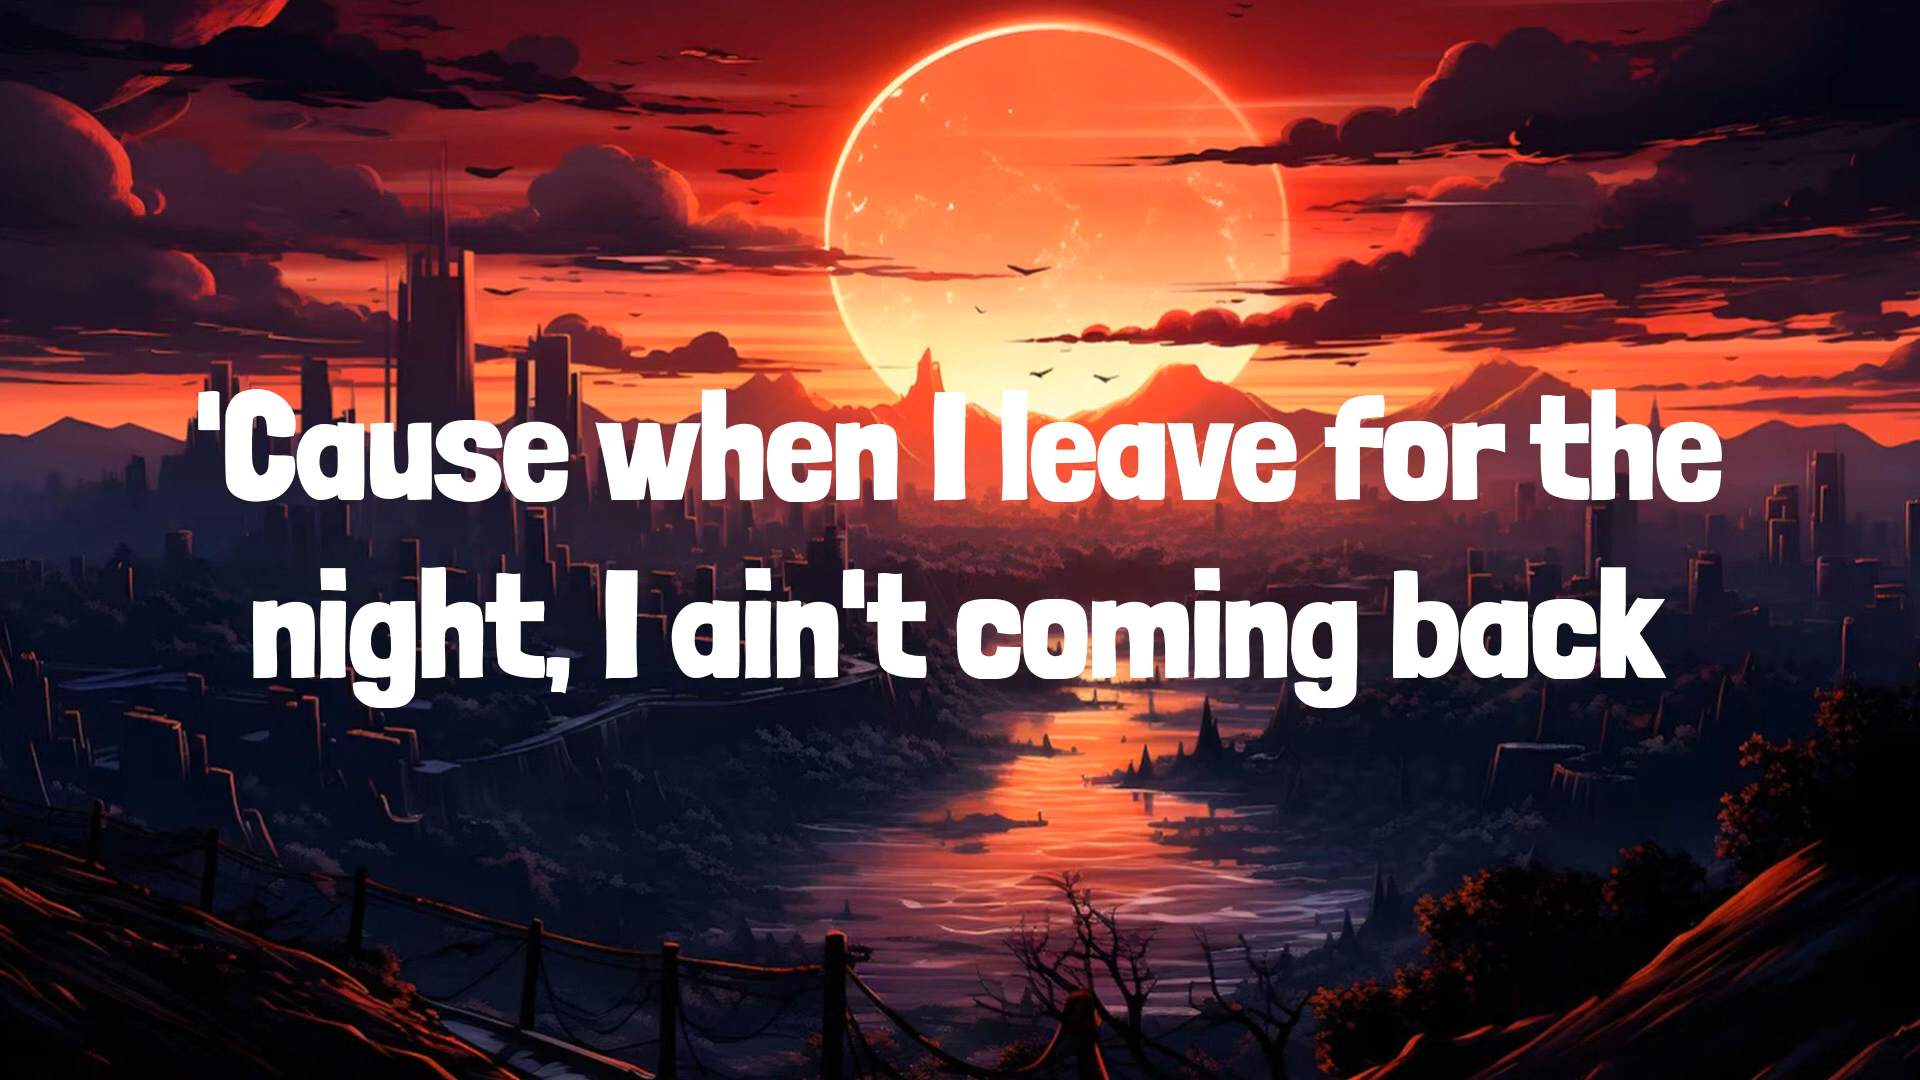 'Cause when I leave for the
night, I ain't coming back